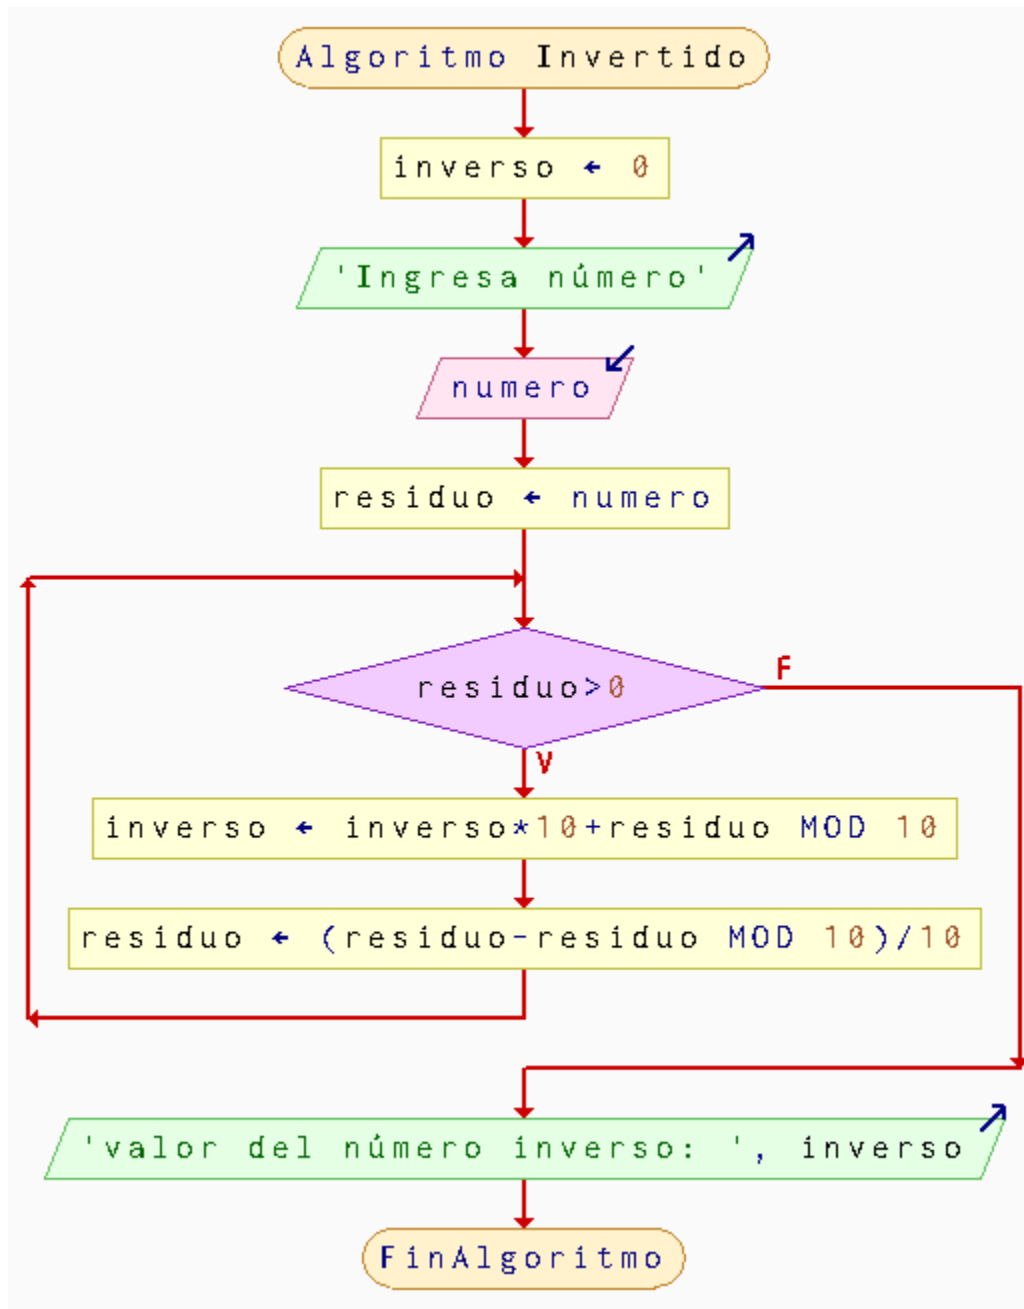 Algoritmo Invertido
inverso ← 0
'Ingresa número'
numero
residuo ← numero
residuo>0
F
V
inverso ← inverso*10+residuo MOD 10
residuo ← (residuo-residuo MOD 10)/10
'valor del número inverso: ', inverso
FinAlgoritmo